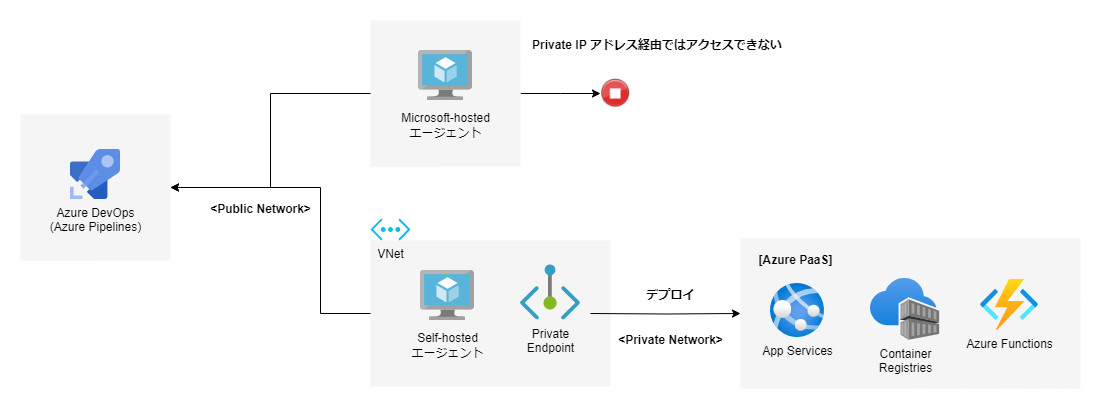 Private IP アドレス経由ではアクセスできない
Microsoft-hosted
エージェント
Azure DevOps
(Azure Pipelines)
<Public Network>
VNet
Self-hosted
エージェント
Private
Endpoint
デプロイ
<Private Network>
[Azure PaaS]
App Services
Container
Registries
Azure Functions